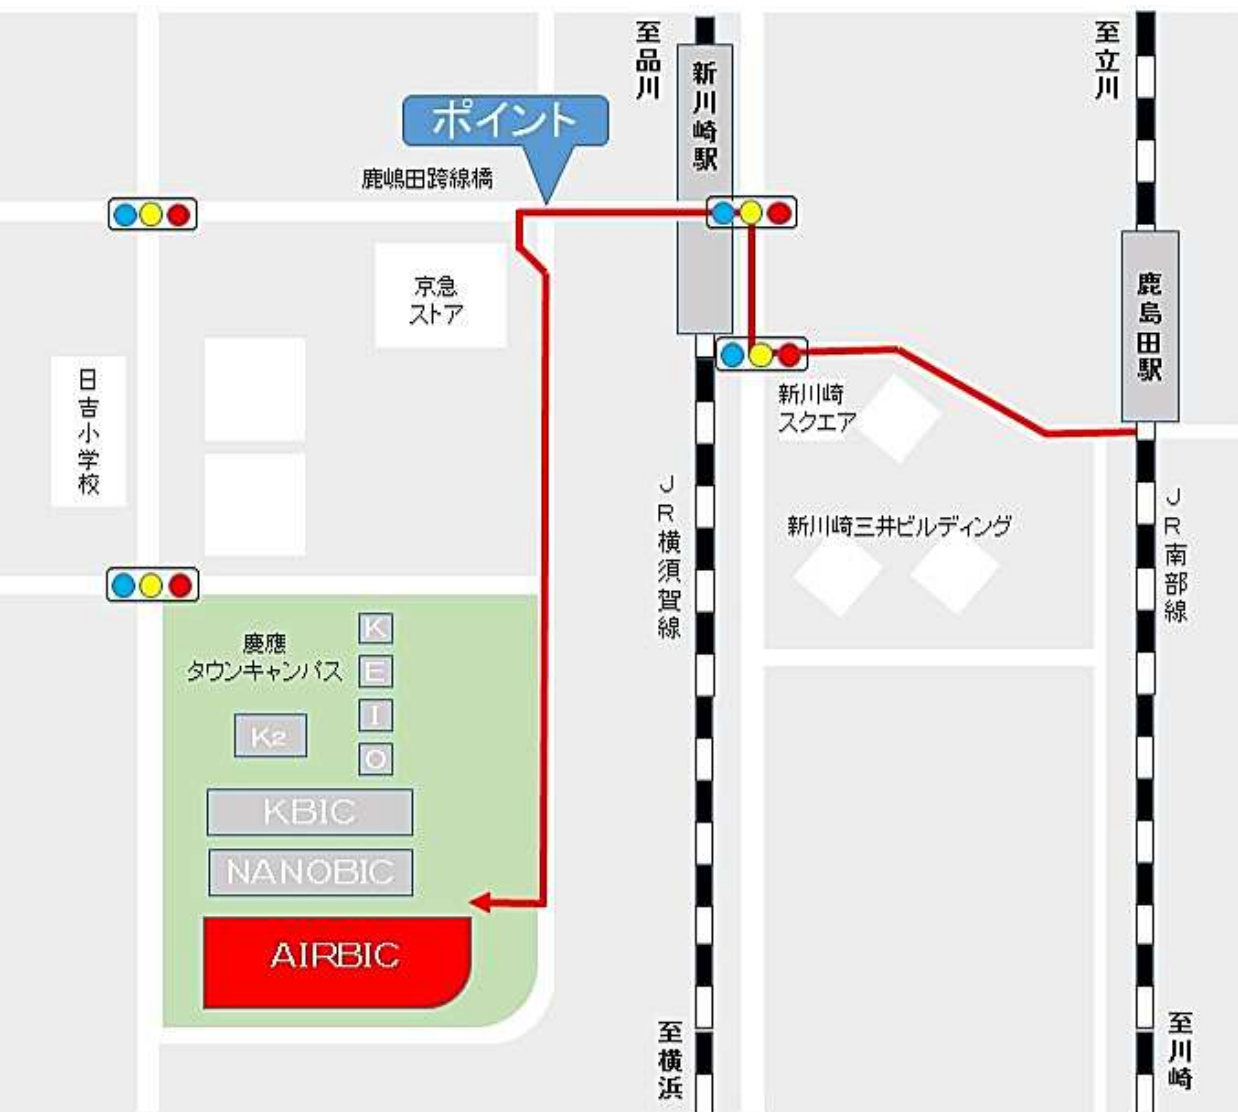 至品川
新川崎駅
至立川
ポイント
鹿嶋田跨線橋
京急
ストア
鹿島田駅
日吉小学校
新川崎
スクエア
JR横須賀線
新川崎三井ビルディング
JR南部線
慶應
タウンキャンパス
K
E
I
O
K2
KBIC
NANOBIC
AIRBIC
至横浜
至川崎